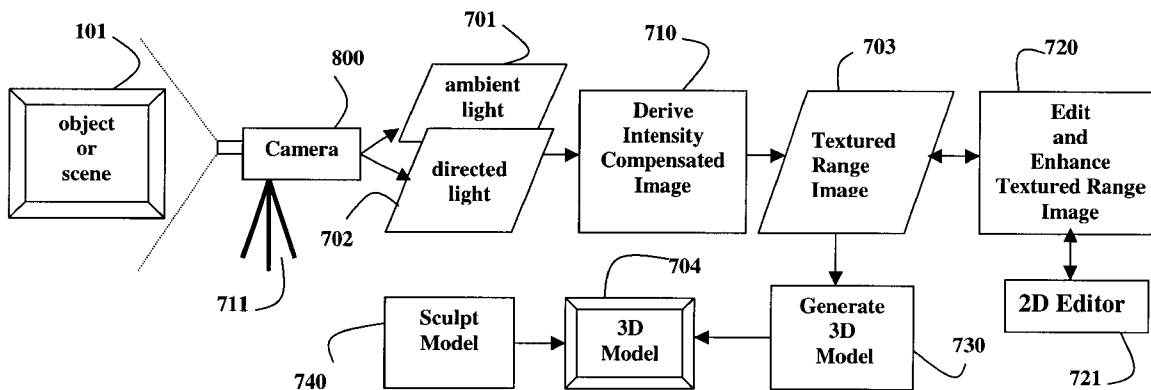 101
object
or
scene
800
Camera
711
701
ambient
light
directed
light
702
710
Derive
Intensity
Compensated
Image
703
Textured
Range
Image
720
Edit
and
Enhance
Textured Range
Image
2D Editor
721
Generate
3D
Model
730
704
3D
Model
Sculpt
Model
740